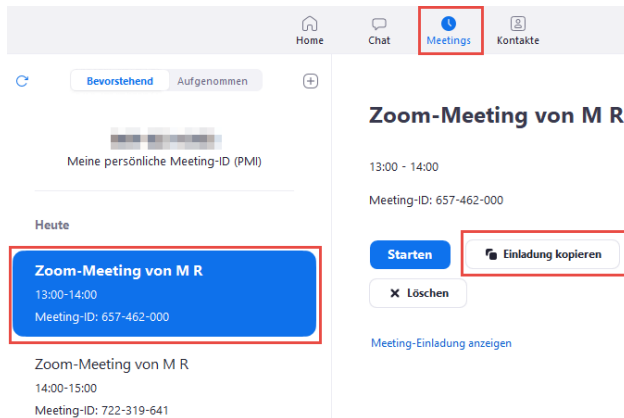 Home Chat Meetings Kontakte
Bevorstehend Aufgenommen
Meine persönliche Meeting-ID (PMI)
Heute
Zoom-Meeting von M R
13:00-14:00
Meeting-ID: 657-462-000
Zoom-Meeting von M R
14:00-15:00
Meeting-ID: 722-319-641
Zoom-Meeting von M R
13:00 - 14:00
Meeting-ID: 657-462-000
Starten Einladung kopieren
Löschen
Meeting-Einladung anzeigen